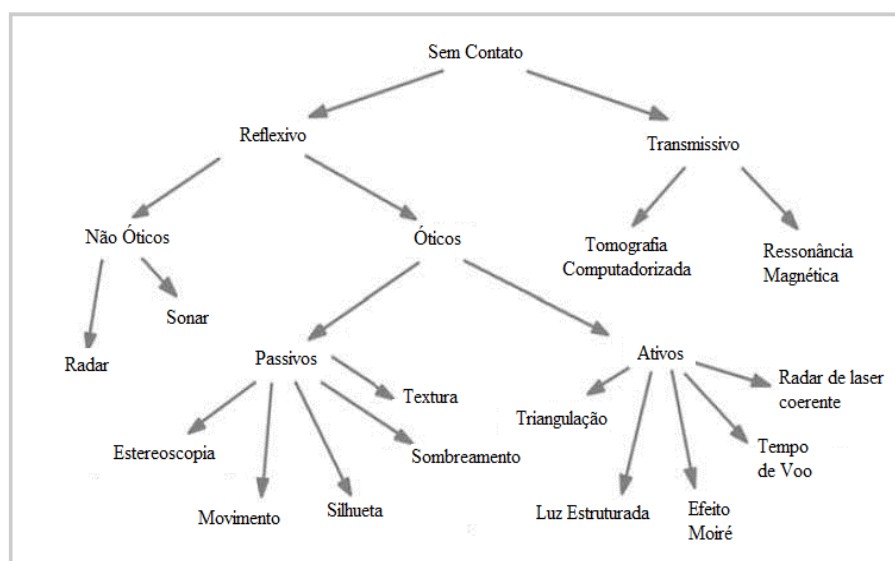 Sem Contato
Reflexivo
Transmissivo
Não Óticos
Óticos
Tomografia
Computadorizada
Ressonância
Magnética
Sonar
Radar
Passivos
Ativos
Textura
Triangulação
Radar de laser
coerente
Estereoscopia
Sombreamento
Tempo
de Voo
Movimento
Silhueta
Luz Estruturada
Efeito
Moiré